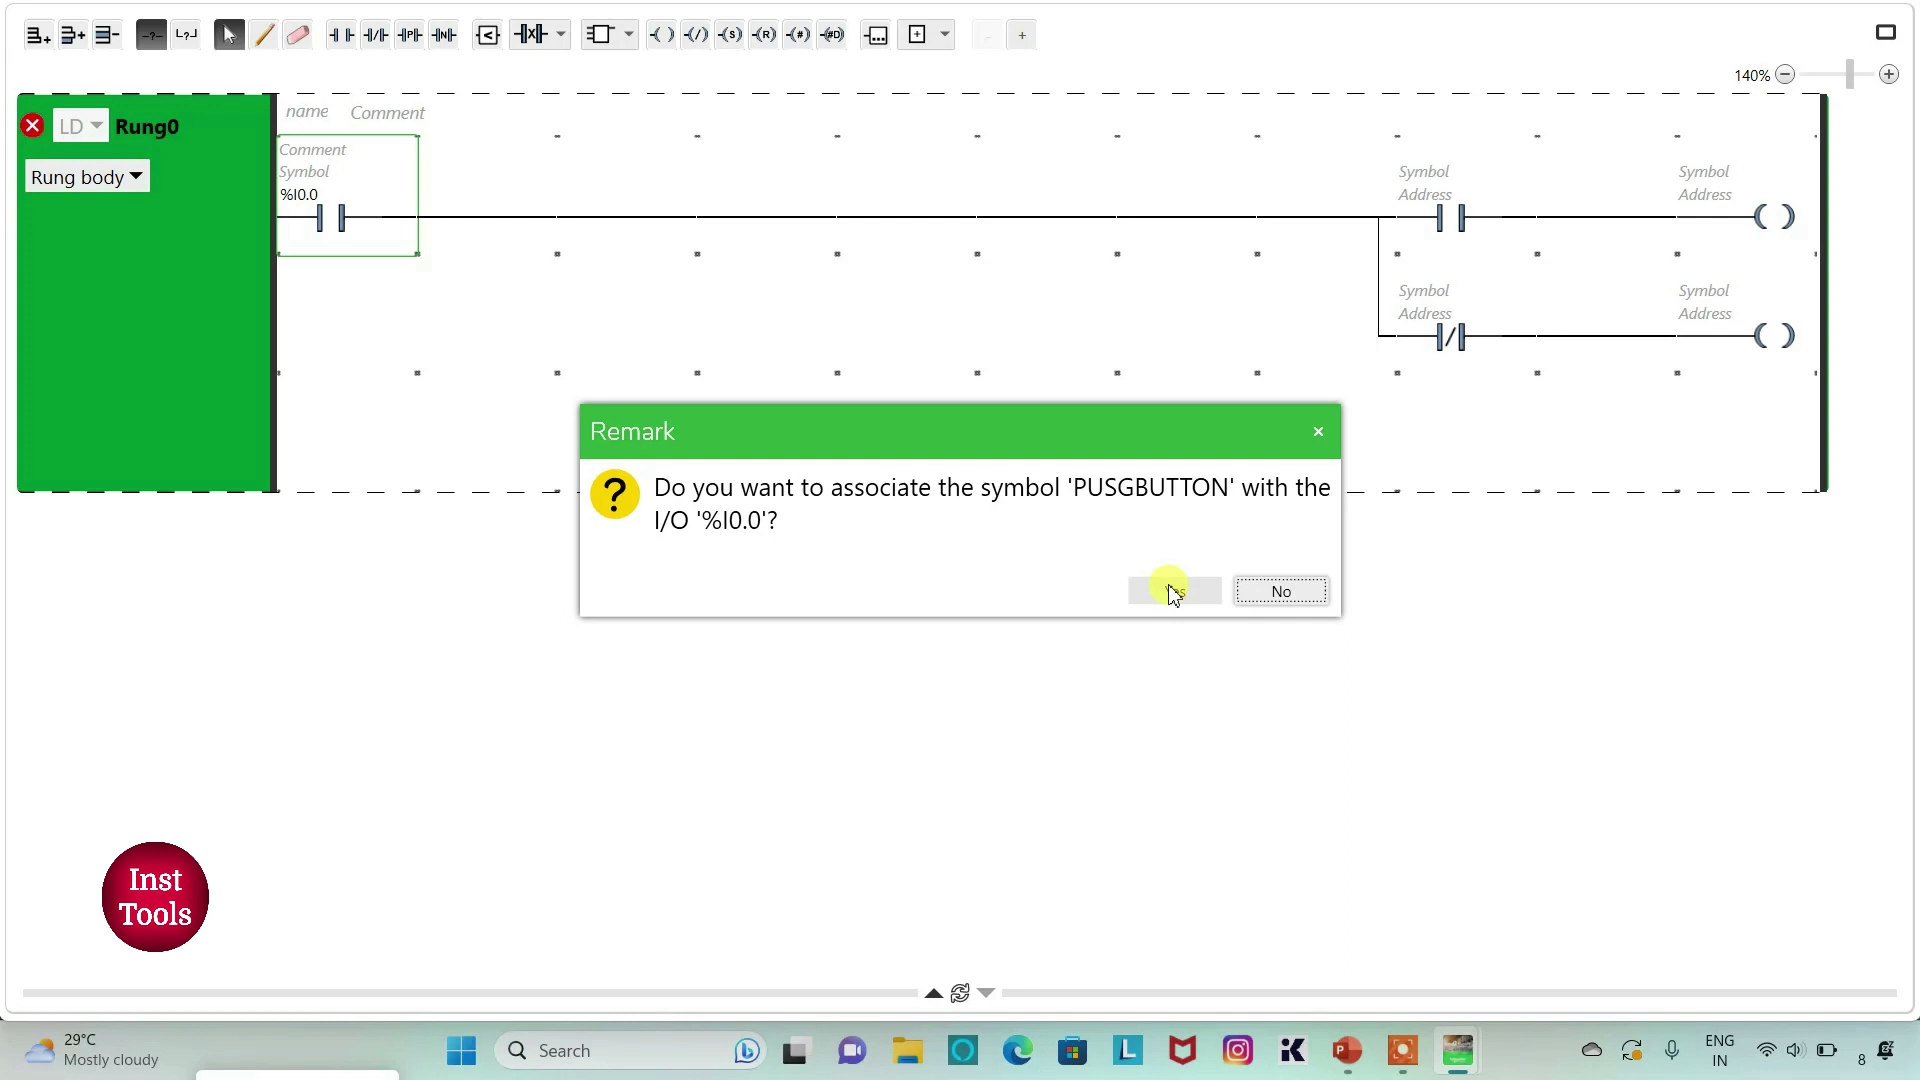 140%
LD Rung0
name Comment
Rung body
Comment
Symbol
%I0.0
Symbol
Address
Symbol
Address
Symbol
Address
Symbol
Address
Remark
Do you want to associate the symbol 'PUSGBUTTON' with the
I/O '%I0.0'?
No
Inst
Tools
29°C
Mostly cloudy
Search
ENG
IN
8